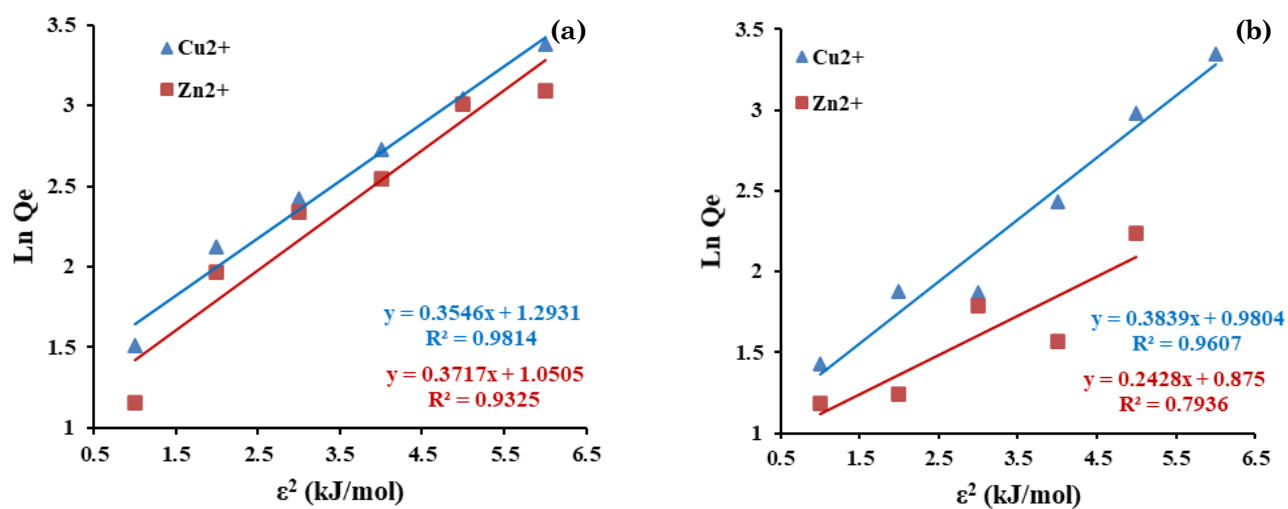 (a)
Cu2+
Zn2+
Ln Qe
3.5
3
2.5
2
1.5
1
y = 0.3546x + 1.2931
R² = 0.9814
y = 0.3717x + 1.0505
R² = 0.9325
0.5 1.5 2.5 3.5 4.5 5.5 6.5
ε² (kJ/mol)
(b)
Cu2+
Zn2+
Ln Qe
3.5
3
2.5
2
1.5
1
y = 0.3839x + 0.9804
R² = 0.9607
y = 0.2428x + 0.875
R² = 0.7936
0.5 1.5 2.5 3.5 4.5 5.5 6.5
ε² (kJ/mol)